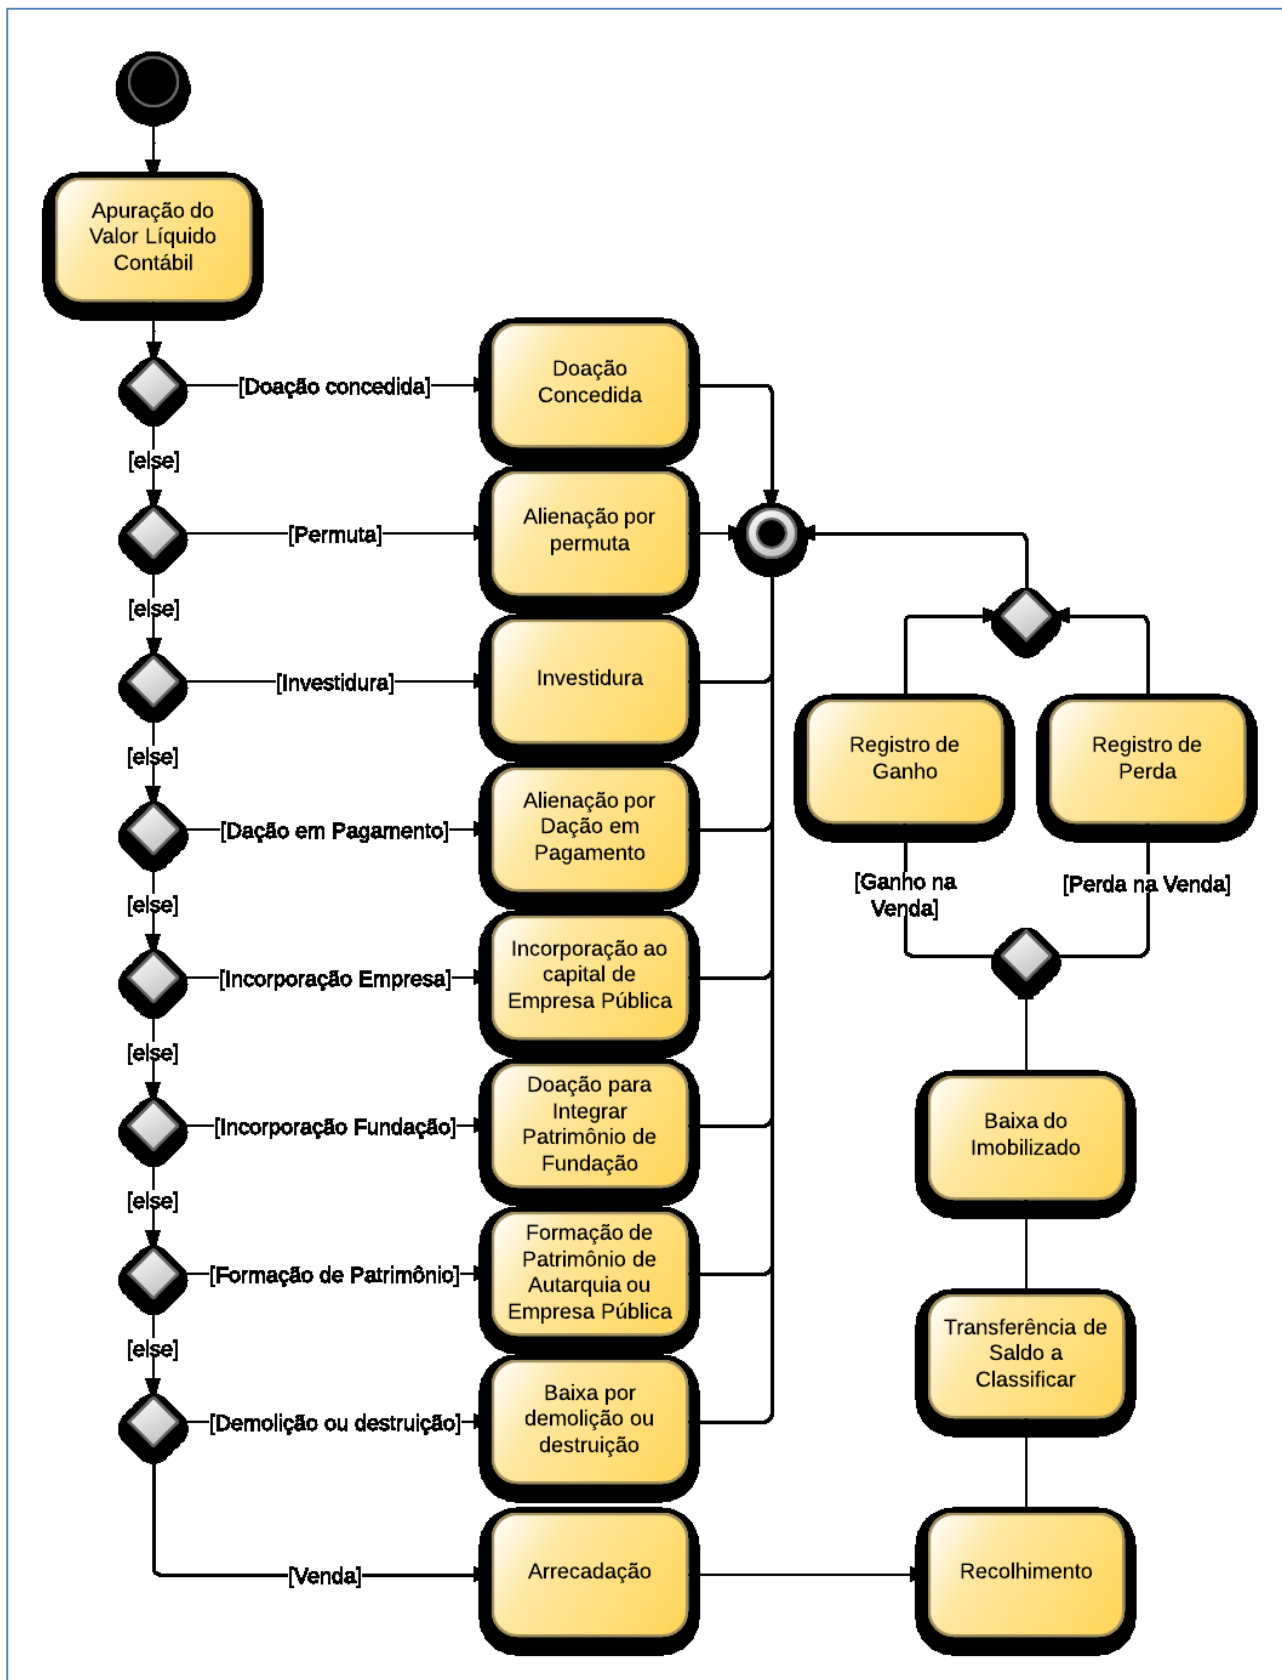 Apuração do
Valor Líquido
Contábil
[Doação concedida]
Doação
Concedida
[else]
[Permuta]
Alienação por
permuta
[else]
[Investidura]
Investidura
[else]
[Dação em Pagamento]
Alienação por
Dação em
Pagamento
[else]
[Incorporação Empresa]
Incorporação ao
capital de
Empresa Pública
[else]
[Incorporação Fundação]
Doação para
Integrar
Patrimônio de
Fundação
[else]
[Formação de Patrimônio]
Formação de
Patrimônio de
Autarquia ou
Empresa Pública
[else]
[Demolição ou destruição]
Baixa por
demolição ou
destruição
[Venda]
Arrecadação
Recolhimento
Transferência de
Saldo a
Classificar
Baixa do
Imobilizado
[Ganho na
Venda]
[Perda na Venda]
Registro de
Ganho
Registro de
Perda